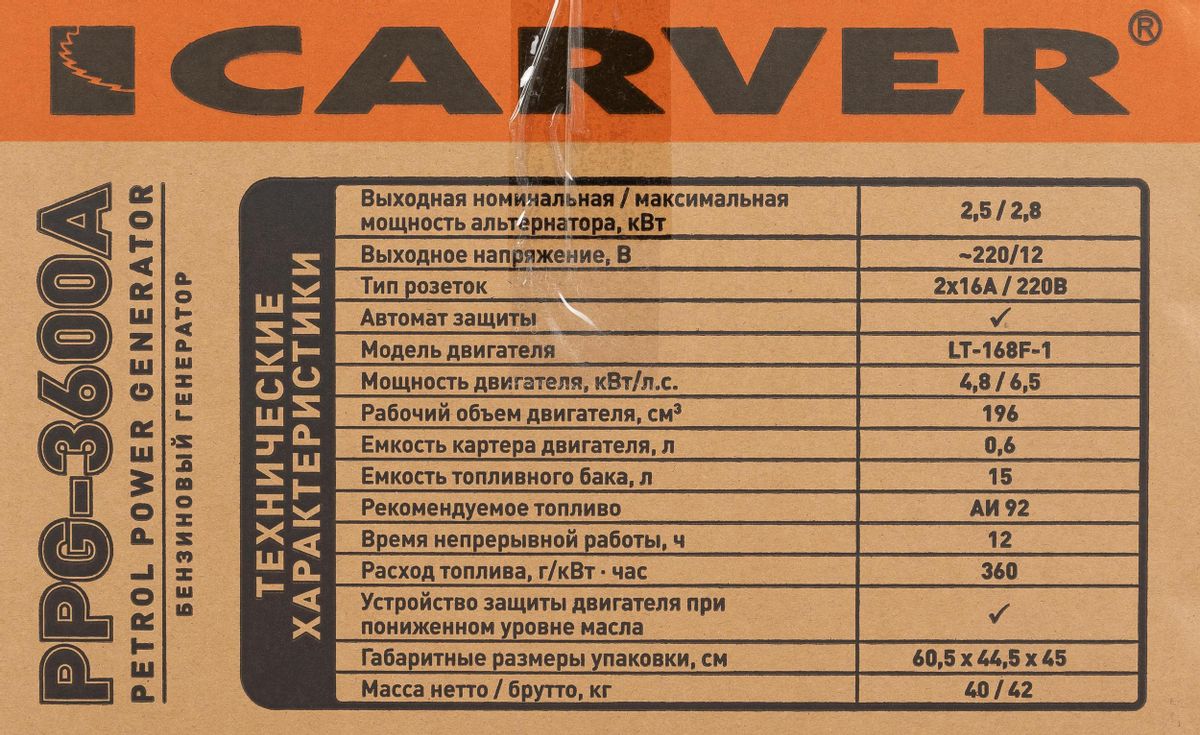 CARVER®
PPG-3600A
PETROL POWER GENERATOR
БЕНЗИНОВЫЙ ГЕНЕРАТОР
ТЕХНИЧЕСКИЕ
ХАРАКТЕРИСТИКИ
Выходная номинальная / максимальная
мощность альтернатора, кВт 2,5 / 2,8
Выходное напряжение, В ~220/12
Тип розеток 2x16А / 220В
Автомат защиты ✓
Модель двигателя LT-168F-1
Мощность двигателя, кВт/л.с. 4,8 / 6,5
Рабочий объем двигателя, см³ 196
Емкость картера двигателя, л 0,6
Емкость топливного бака, л 15
Рекомендуемое топливо АИ 92
Время непрерывной работы, ч 12
Расход топлива, г/кВт · час 360
Устройство защиты двигателя при
пониженном уровне масла ✓
Габаритные размеры упаковки, см 60,5 x 44,5 x 45
Масса нетто / брутто, кг 40 / 42